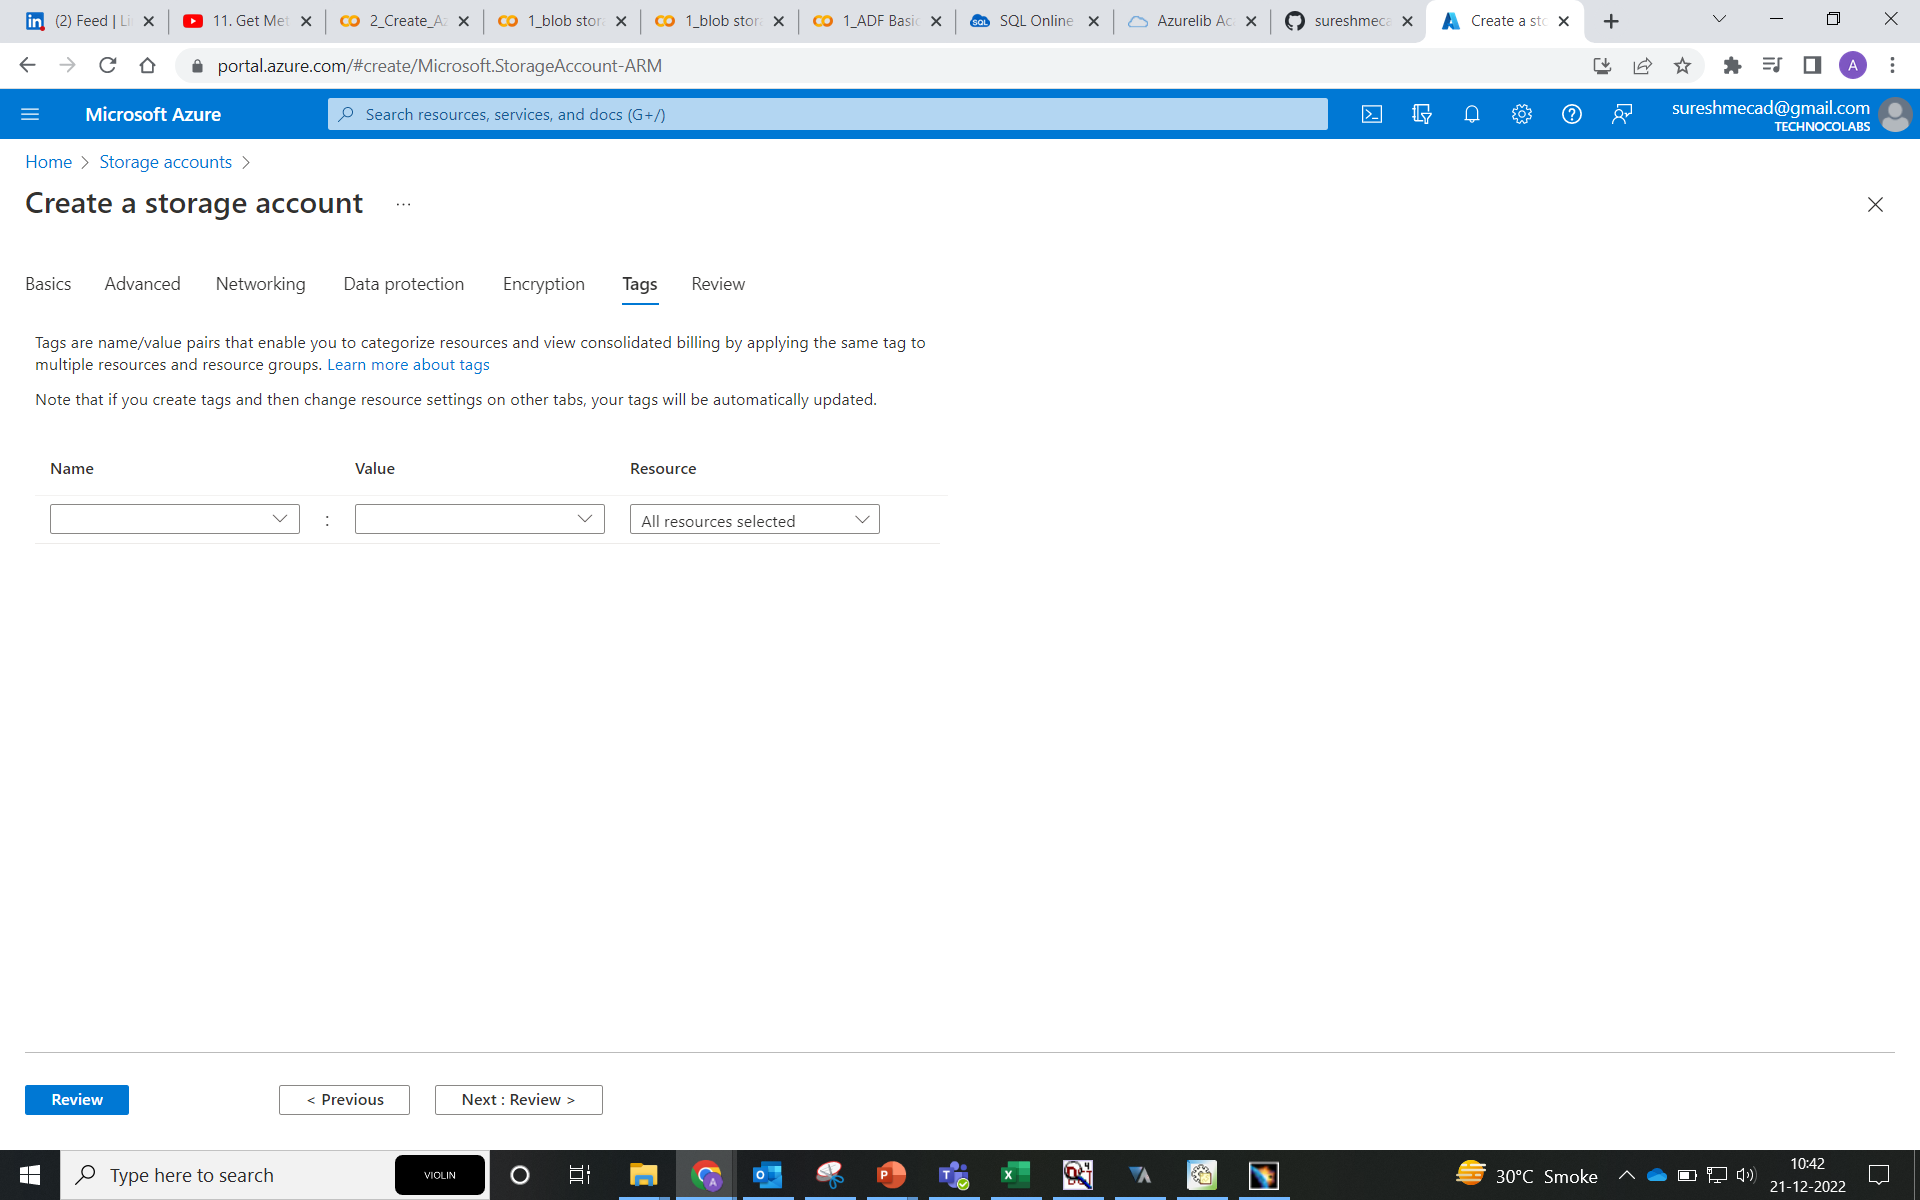 (2) Feed | Li
11. Get Met
2_Create_Az
1_blob stora
1_blob stora
1_ADF Basic
SQL Online
Azurelib Aca
sureshmeca
Create a sto
portal.azure.com/#create/Microsoft.StorageAccount-ARM
A
Microsoft Azure
Search resources, services, and docs (G+/)
sureshmecad@gmail.com
TECHNOCOLABS
Home
Storage accounts
Create a storage account
...
Basics
Advanced
Networking
Data protection
Encryption
Tags
Review
Tags are name/value pairs that enable you to categorize resources and view consolidated billing by applying the same tag to
multiple resources and resource groups. Learn more about tags
Note that if you create tags and then change resource settings on other tabs, your tags will be automatically updated.
Name
Value
Resource
:
All resources selected
Review
< Previous
Next : Review >
Type here to search
VIOLIN
30°C Smoke
10:42
21-12-2022